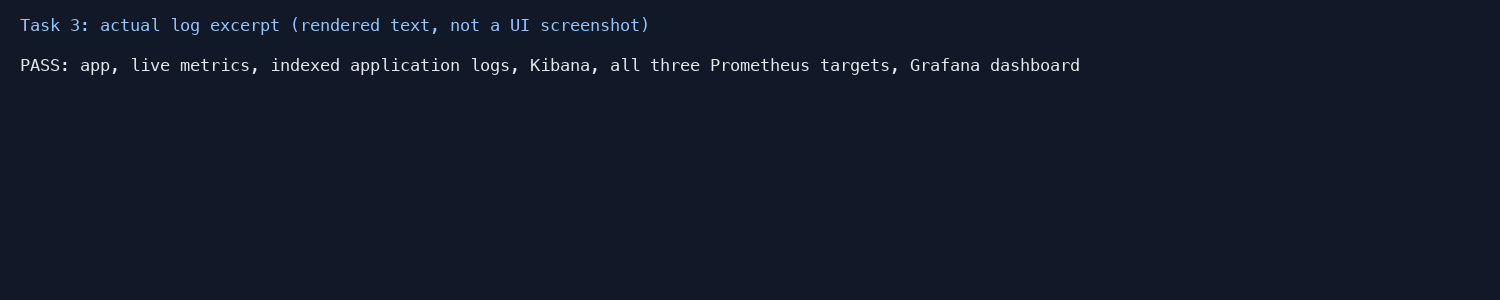 Task 3: actual log excerpt (rendered text, not a UI screenshot)
PASS: app, live metrics, indexed application logs, Kibana, all three Prometheus targets, Grafana dashboard